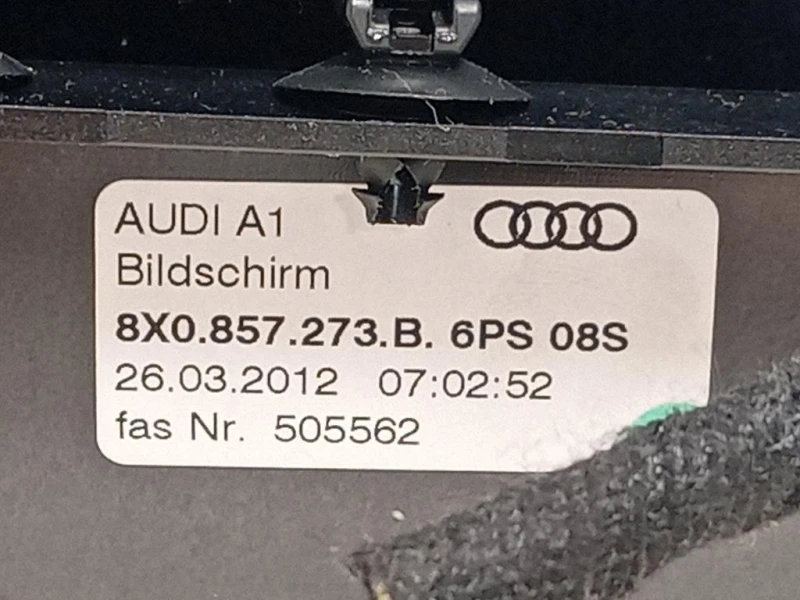 AUDI A1
Bildschirm
8X0.857.273.B. 6PS 08S
26.03.2012 07:02:52
fas Nr. 505562